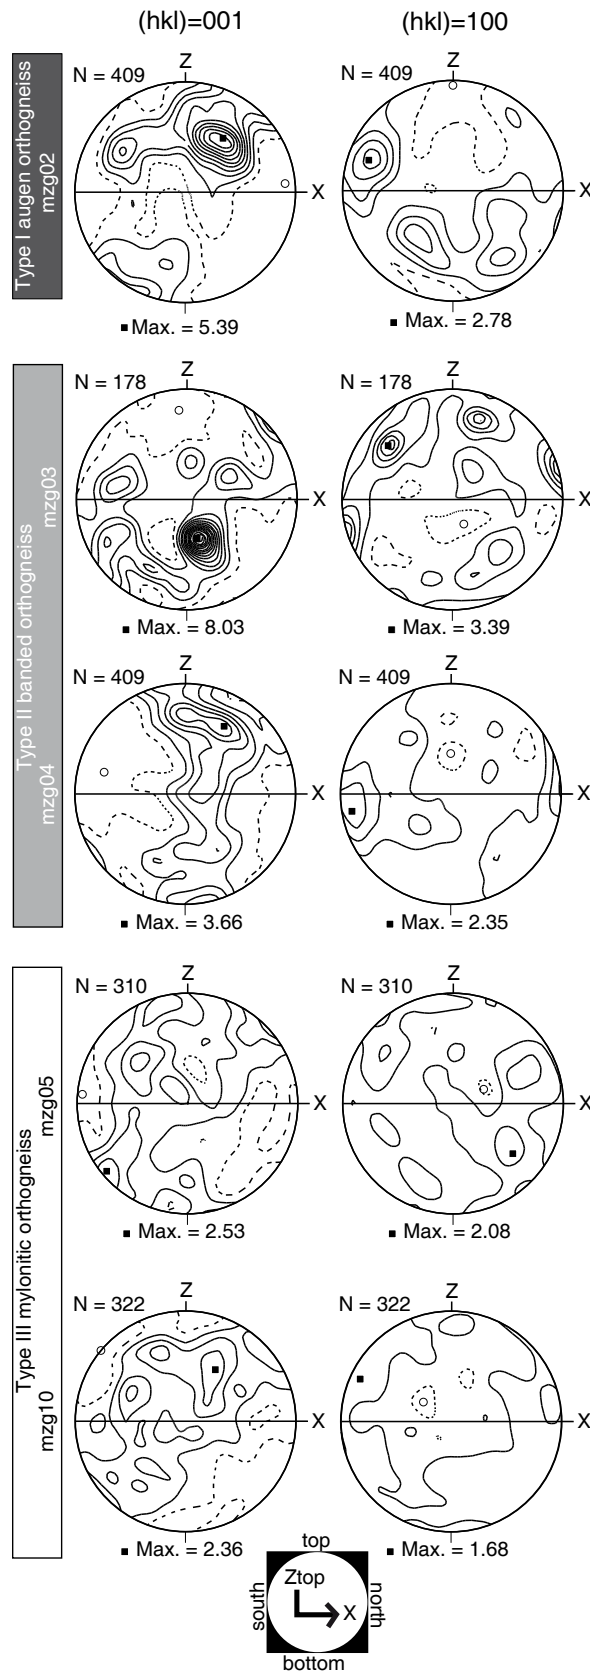 (hkl)=001 (hkl)=100
Type I augen orthogneiss
mzg02
Z Z
N = 409 N = 409
X X
Max. = 5.39 Max. = 2.78
Type II banded orthogneiss
mzg03
Z Z
N = 178 N = 178
X X
Max. = 8.03 Max. = 3.39
mzg04
Z Z
N = 409 N = 409
X X
Max. = 3.66 Max. = 2.35
Type III mylonitic orthogneiss
mzg05
Z Z
N = 310 N = 310
X X
Max. = 2.53 Max. = 2.08
mzg10
Z Z
N = 322 N = 322
X X
Max. = 2.36 Max. = 1.68
top
Ztop
south X north
bottom